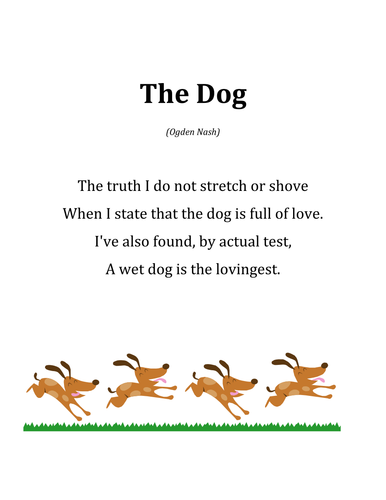 The Dog
(Ogden Nash)
The truth I do not stretch or shove
When I state that the dog is full of love.
I've also found, by actual test,
A wet dog is the lovingest.